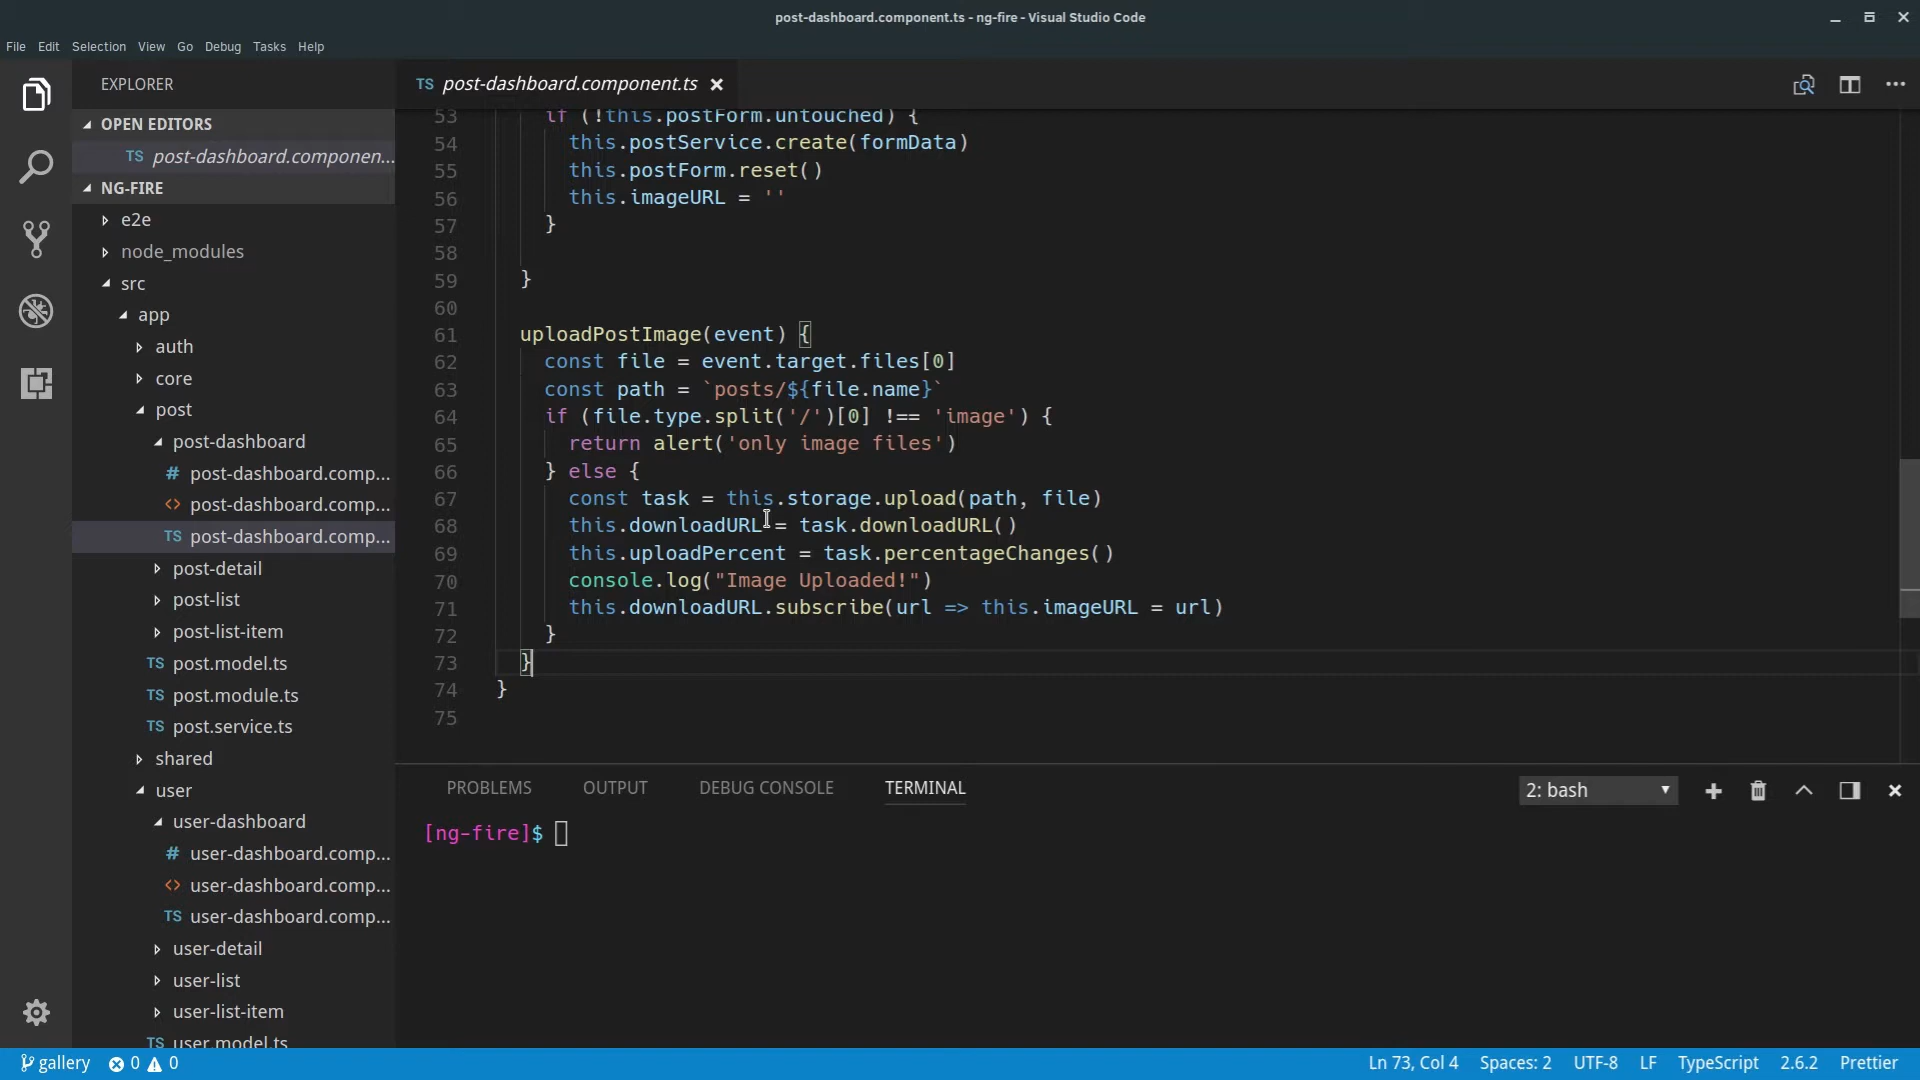 post-dashboard.component.ts - ng-fire - Visual Studio Code
File Edit Selection View Go Debug Tasks Help
EXPLORER
OPEN EDITORS
TS post-dashboard.componen...
NG-FIRE
e2e
node_modules
src
app
auth
core
post
post-dashboard
# post-dashboard.comp...
<> post-dashboard.comp...
TS post-dashboard.comp...
post-detail
post-list
post-list-item
TS post.model.ts
TS post.module.ts
TS post.service.ts
shared
user
user-dashboard
# user-dashboard.comp...
<> user-dashboard.comp...
TS user-dashboard.comp...
user-detail
user-list
user-list-item
TS user.model.ts
TS post-dashboard.component.ts
53 if (!this.postForm.untouched) {
54 this.postService.create(formData)
55 this.postForm.reset()
56 this.imageURL = ''
57 }
58
59 }
60
61 uploadPostImage(event) {
62 const file = event.target.files[0]
63 const path = `posts/${file.name}`
64 if (file.type.split('/')[0] !== 'image') {
65 return alert('only image files')
66 } else {
67 const task = this.storage.upload(path, file)
68 this.downloadURL = task.downloadURL()
69 this.uploadPercent = task.percentageChanges()
70 console.log("Image Uploaded!")
71 this.downloadURL.subscribe(url => this.imageURL = url)
72 }
73 }
74 }
75
PROBLEMS OUTPUT DEBUG CONSOLE TERMINAL 2: bash
[ng-fire]$
gallery 0 0 Ln 73, Col 4 Spaces: 2 UTF-8 LF TypeScript 2.6.2 Prettier